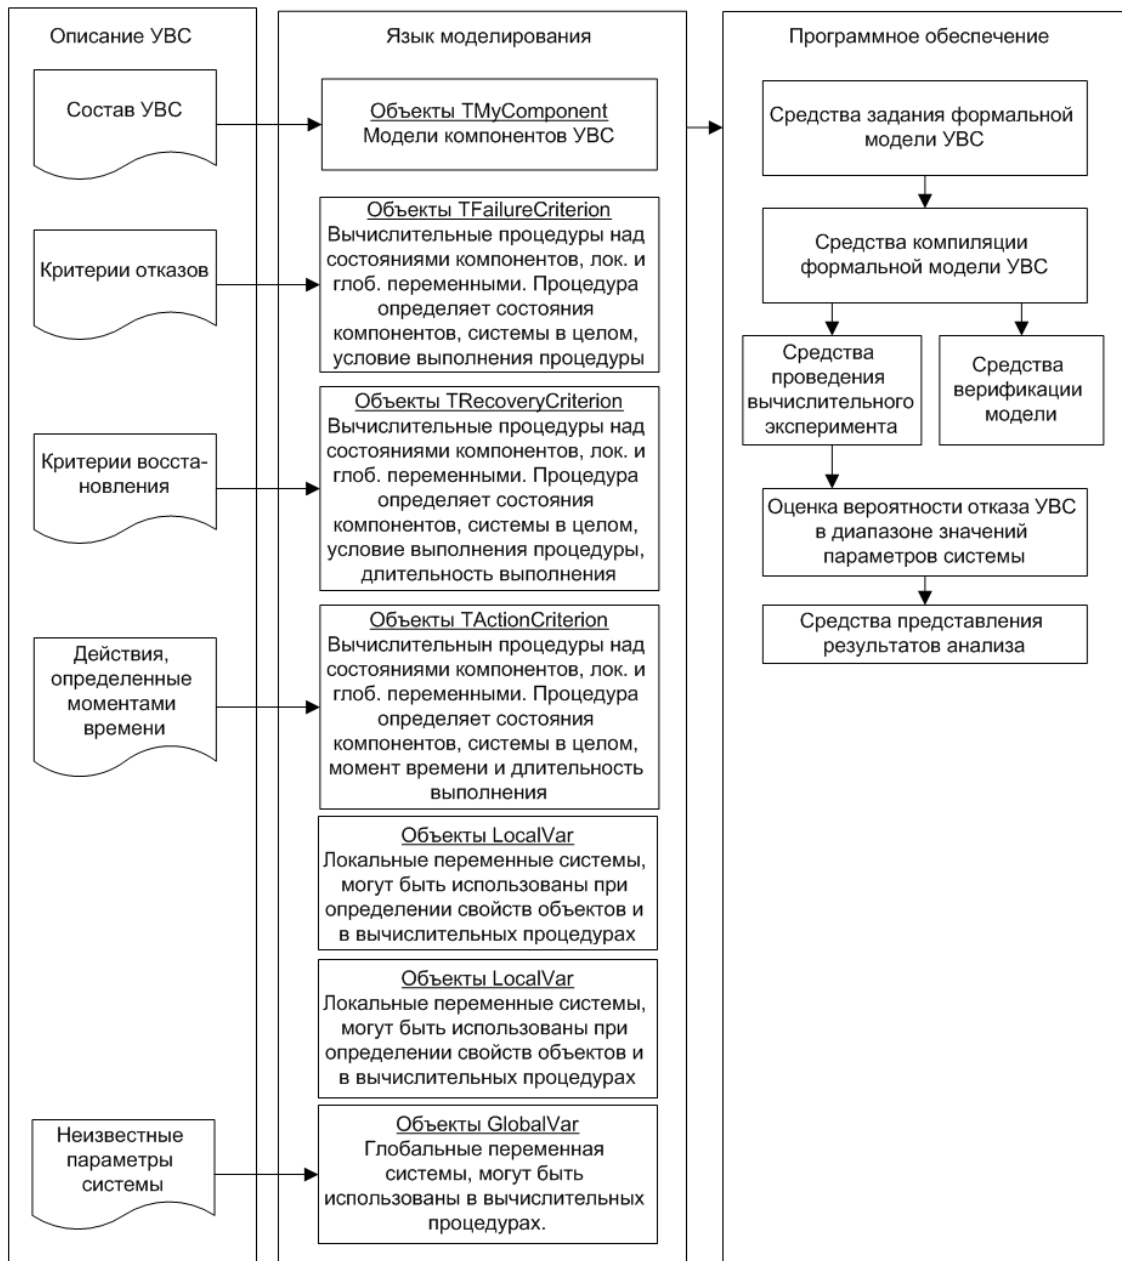 Описание УВС
Состав УВС
Критерии отказов
Критерии восста-
новления
Действия,
определенные
моментами
времени
Неизвестные
параметры
системы
Язык моделирования
Объекты TMyComponent
Модели компонентов УВС
Объекты TFailureCriterion
Вычислительные процедуры над
состояниями компонентов, лок. и
глоб. переменными. Процедура
определяет состояния
компонентов, системы в целом,
условие выполнения процедуры
Объекты TRecoveryCriterion
Вычислительные процедуры над
состояниями компонентов, лок. и
глоб. переменными. Процедура
определяет состояния
компонентов, системы в целом,
условие выполнения процедуры,
длительность выполнения
Объекты TActionCriterion
Вычислительнын процедуры над
состояниями компонентов, лок. и
глоб. переменными. Процедура
определяет состояния
компонентов, системы в целом,
момент времени и длительность
выполнения
Объекты LocalVar
Локальные переменные системы,
могут быть использованы при
определении свойств объектов и
в вычислительных процедурах
Объекты LocalVar
Локальные переменные системы,
могут быть использованы при
определении свойств объектов и
в вычислительных процедурах
Объекты GlobalVar
Глобальные переменная
системы, могут быть
использованы в вычислительных
процедурах.
Программное обеспечение
Средства задания формальной
модели УВС
Средства компиляции
формальной модели УВС
Средства
проведения
вычислительного
эксперимента
Средства
верификации
модели
Оценка вероятности отказа УВС
в диапазоне значений
параметров системы
Средства представления
результатов анализа